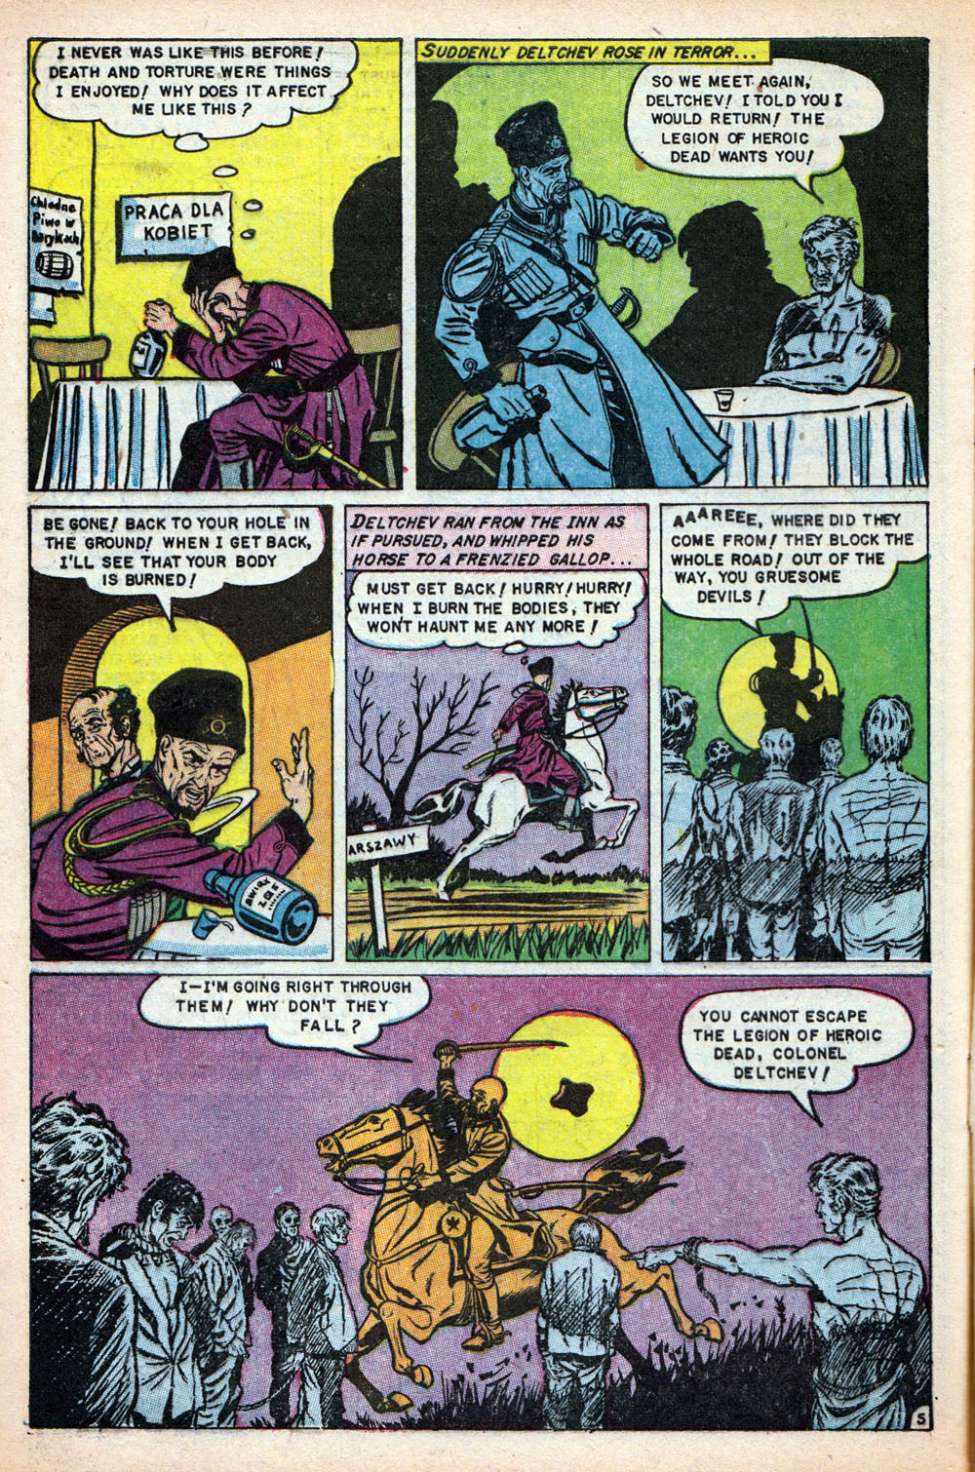 I NEVER WAS LIKE THIS BEFORE!
DEATH AND TORTURE WERE THINGS
I ENJOYED! WHY DOES IT AFFECT
ME LIKE THIS?
Chłodne
Piwo w
PRACA DLA
KOBIET
SUDDENLY DELTCHEV ROSE IN TERROR...
SO WE MEET AGAIN,
DELTCHEV! I TOLD YOU I
WOULD RETURN! THE
LEGION OF HEROIC
DEAD WANTS YOU!
BE GONE! BACK TO YOUR HOLE IN
THE GROUND! WHEN I GET BACK,
I'LL SEE THAT YOUR BODY
IS BURNED!
DELTCHEV RAN FROM THE INN AS
IF PURSUED, AND WHIPPED HIS
HORSE TO A FRENZIED GALLOP...
MUST GET BACK! HURRY! HURRY!
WHEN I BURN THE BODIES, THEY
WON'T HAUNT ME ANY MORE!
ARSZAWY
AAAREEE, WHERE DID THEY
COME FROM! THEY BLOCK THE
WHOLE ROAD! OUT OF THE
WAY, YOU GRUESOME
DEVILS!
I-I'M GOING RIGHT THROUGH
THEM! WHY DON'T THEY
FALL?
YOU CANNOT ESCAPE
THE LEGION OF HEROIC
DEAD, COLONEL
DELTCHEV!
5